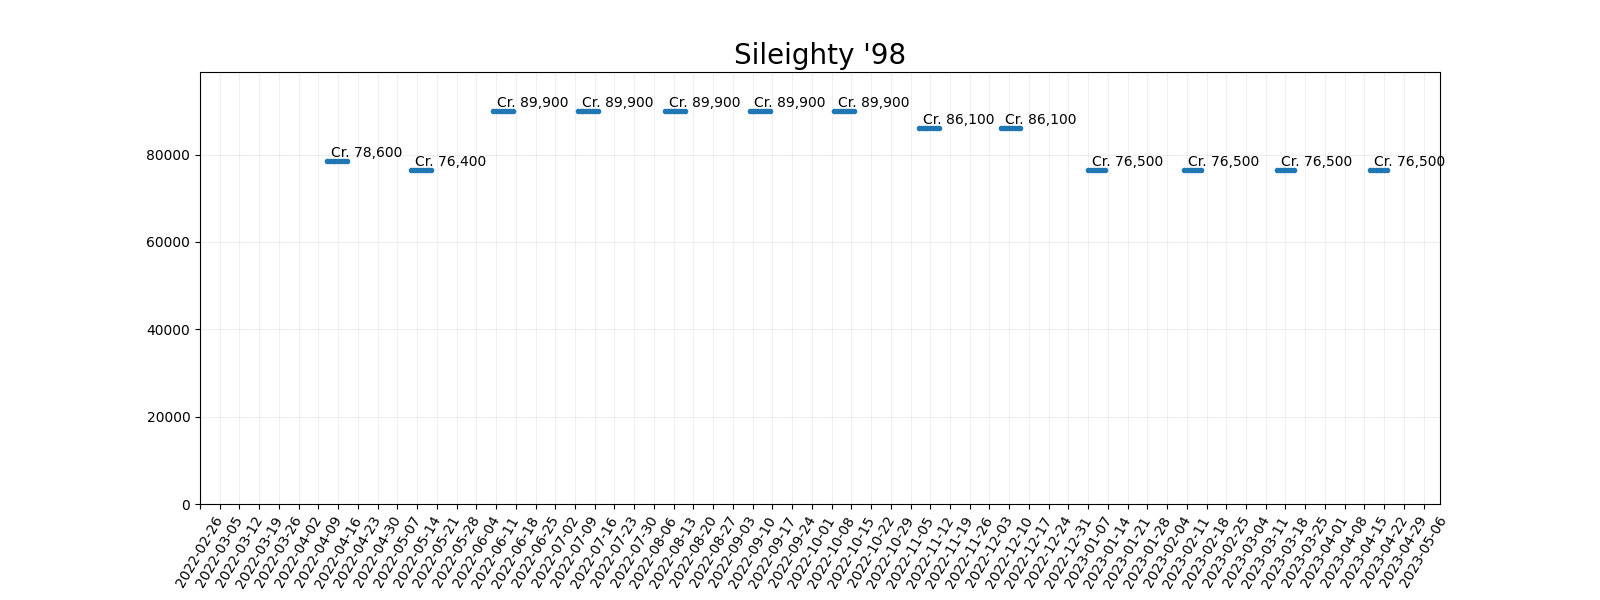 Sileighty '98
Cr. 89,900 Cr. 89,900 Cr. 89,900 Cr. 89,900 Cr. 89,900
Cr. 86,100 Cr. 86,100
Cr. 78,600
80000
Cr. 76,400 Cr. 76,500 Cr. 76,500 Cr. 76,500 Cr. 76,500
60000
40000
20000
0
2022-02-26 2022-03-05 2022-03-12 2022-03-19 2022-03-26 2022-04-02 2022-04-09 2022-04-16 2022-04-23 2022-04-30 2022-05-07 2022-05-14 2022-05-21 2022-05-28 2022-06-04 2022-06-11 2022-06-18 2022-06-25 2022-07-02 2022-07-09 2022-07-16 2022-07-23 2022-07-30 2022-08-06 2022-08-13 2022-08-20 2022-08-27 2022-09-03 2022-09-10 2022-09-17 2022-09-24 2022-10-01 2022-10-08 2022-10-15 2022-10-22 2022-10-29 2022-11-05 2022-11-12 2022-11-19 2022-11-26 2022-12-03 2022-12-10 2022-12-17 2022-12-24 2022-12-31 2023-01-07 2023-01-14 2023-01-21 2023-01-28 2023-02-04 2023-02-11 2023-02-18 2023-02-25 2023-03-04 2023-03-11 2023-03-18 2023-03-25 2023-04-01 2023-04-08 2023-04-15 2023-04-22 2023-04-29 2023-05-06